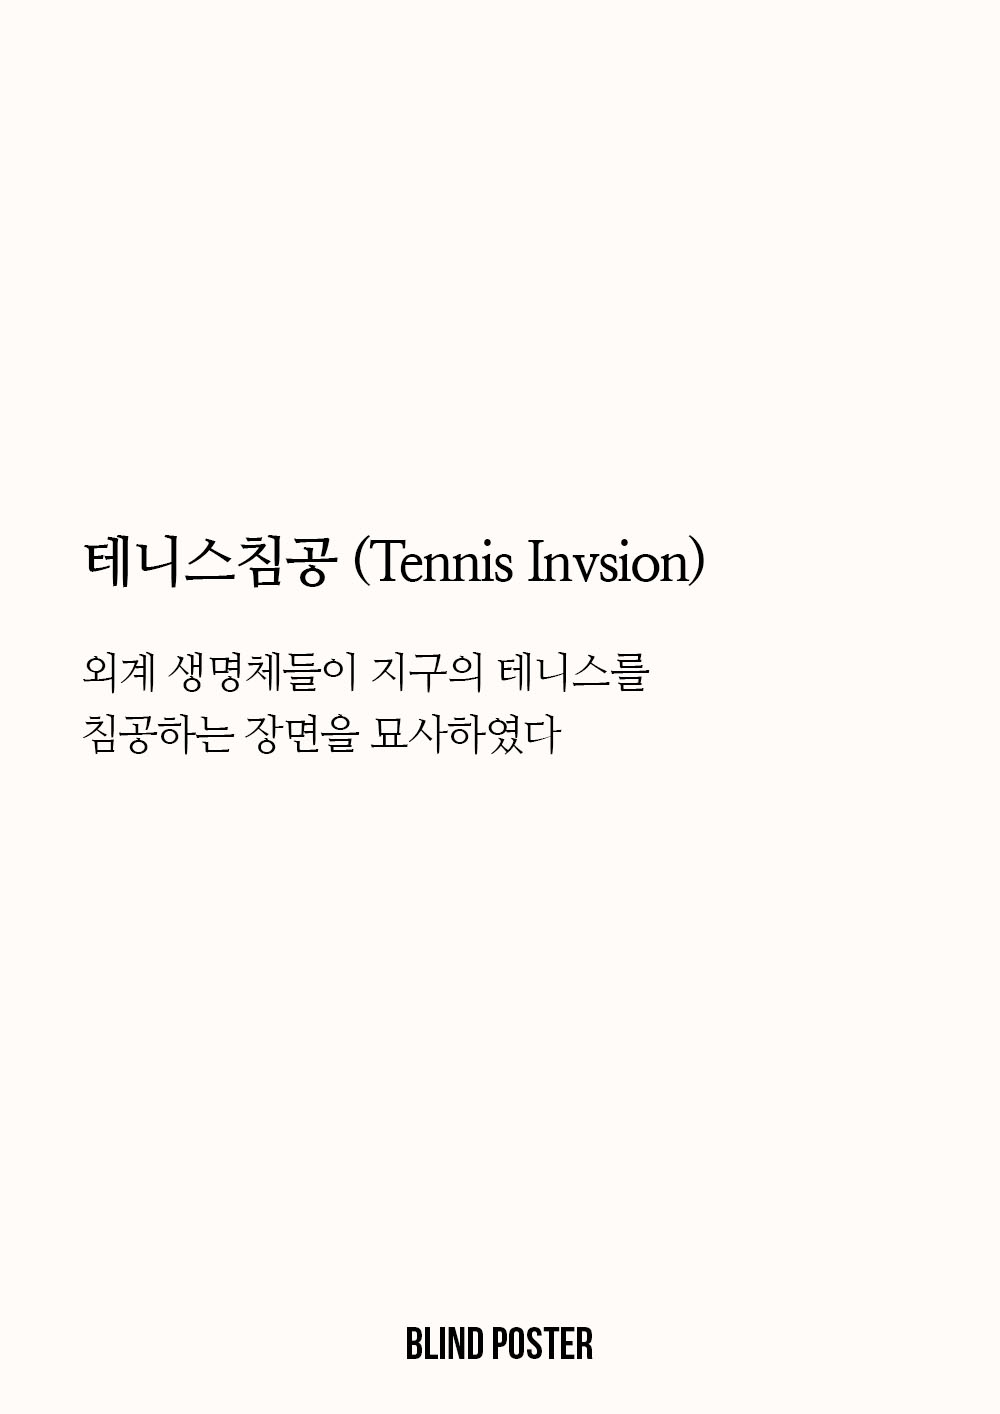 테니스침공 (Tennis Invsion)
외계 생명체들이 지구의 테니스를
침공하는 장면을 묘사하였다
BLIND POSTER